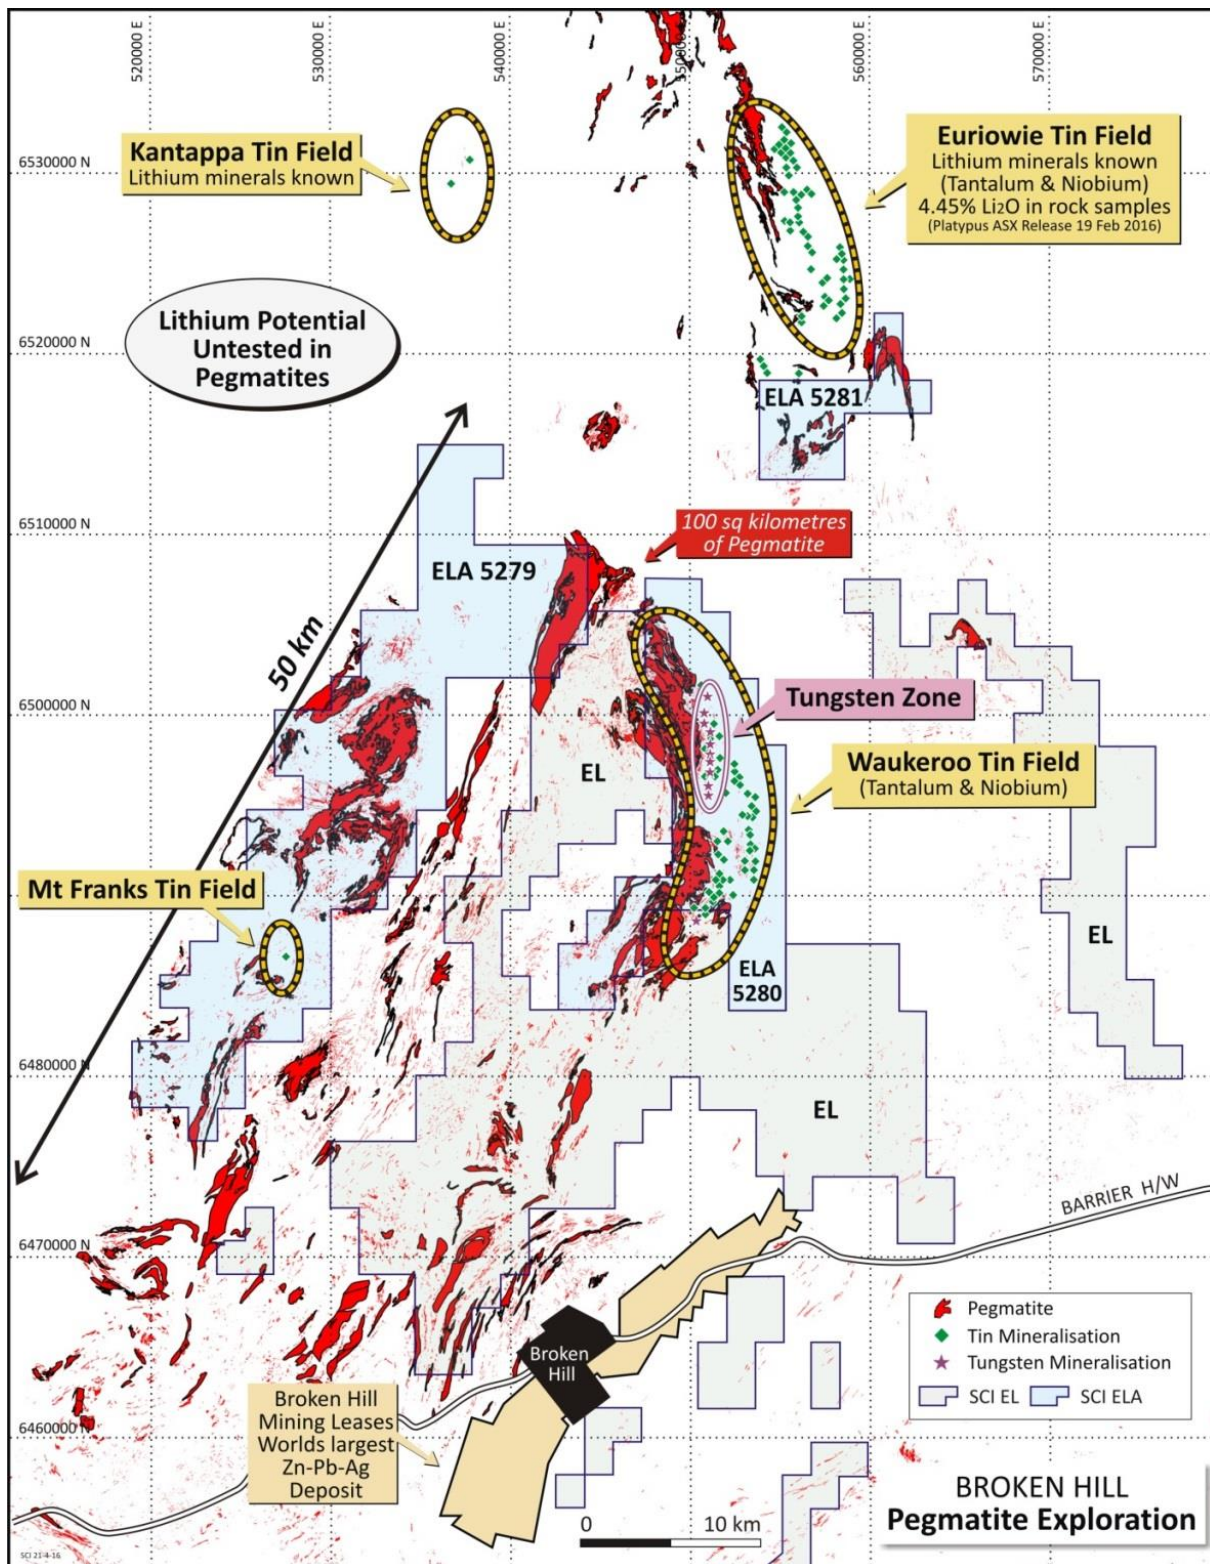 520000 E
530000 E
540000 E
550000 E
560000 E
570000 E
Kantappa Tin Field
Lithium minerals known
Euriowie Tin Field
Lithium minerals known
(Tantalum & Niobium)
4.45% Li2O in rock samples
(Platypus ASX Release 19 Feb 2016)
6530000 N
Lithium Potential
Untested in
Pegmatites
6520000 N
ELA 5281
6510000 N
100 sq kilometres
of Pegmatite
ELA 5279
50 km
6500000 N
Tungsten Zone
EL
Waukeroo Tin Field
(Tantalum & Niobium)
Mt Franks Tin Field
EL
ELA
5280
6480000 N
EL
BARRIER H/W
6470000 N
Pegmatite
Tin Mineralisation
Tungsten Mineralisation
SCI EL
SCI ELA
Broken
Hill
Broken Hill
Mining Leases
Worlds largest
Zn-Pb-Ag
Deposit
6460000 N
BROKEN HILL
Pegmatite Exploration
0
10 km
SCI 21-4-16